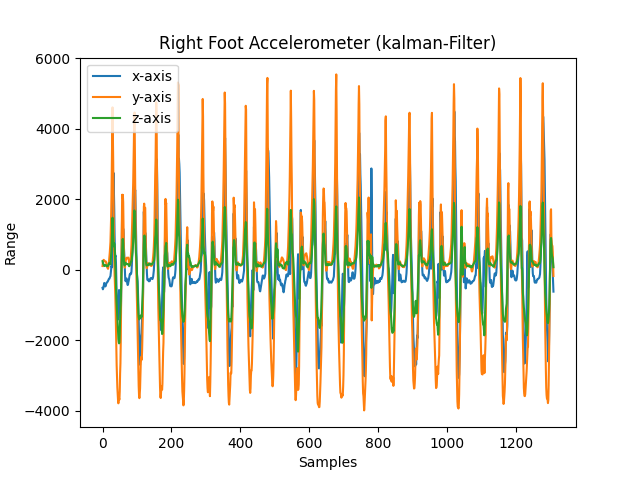 Right Foot Accelerometer (kalman-Filter)
x-axis
y-axis
z-axis
6000
4000
2000
0
−2000
−4000
Range
0
200
400
600
800
1000
1200
Samples